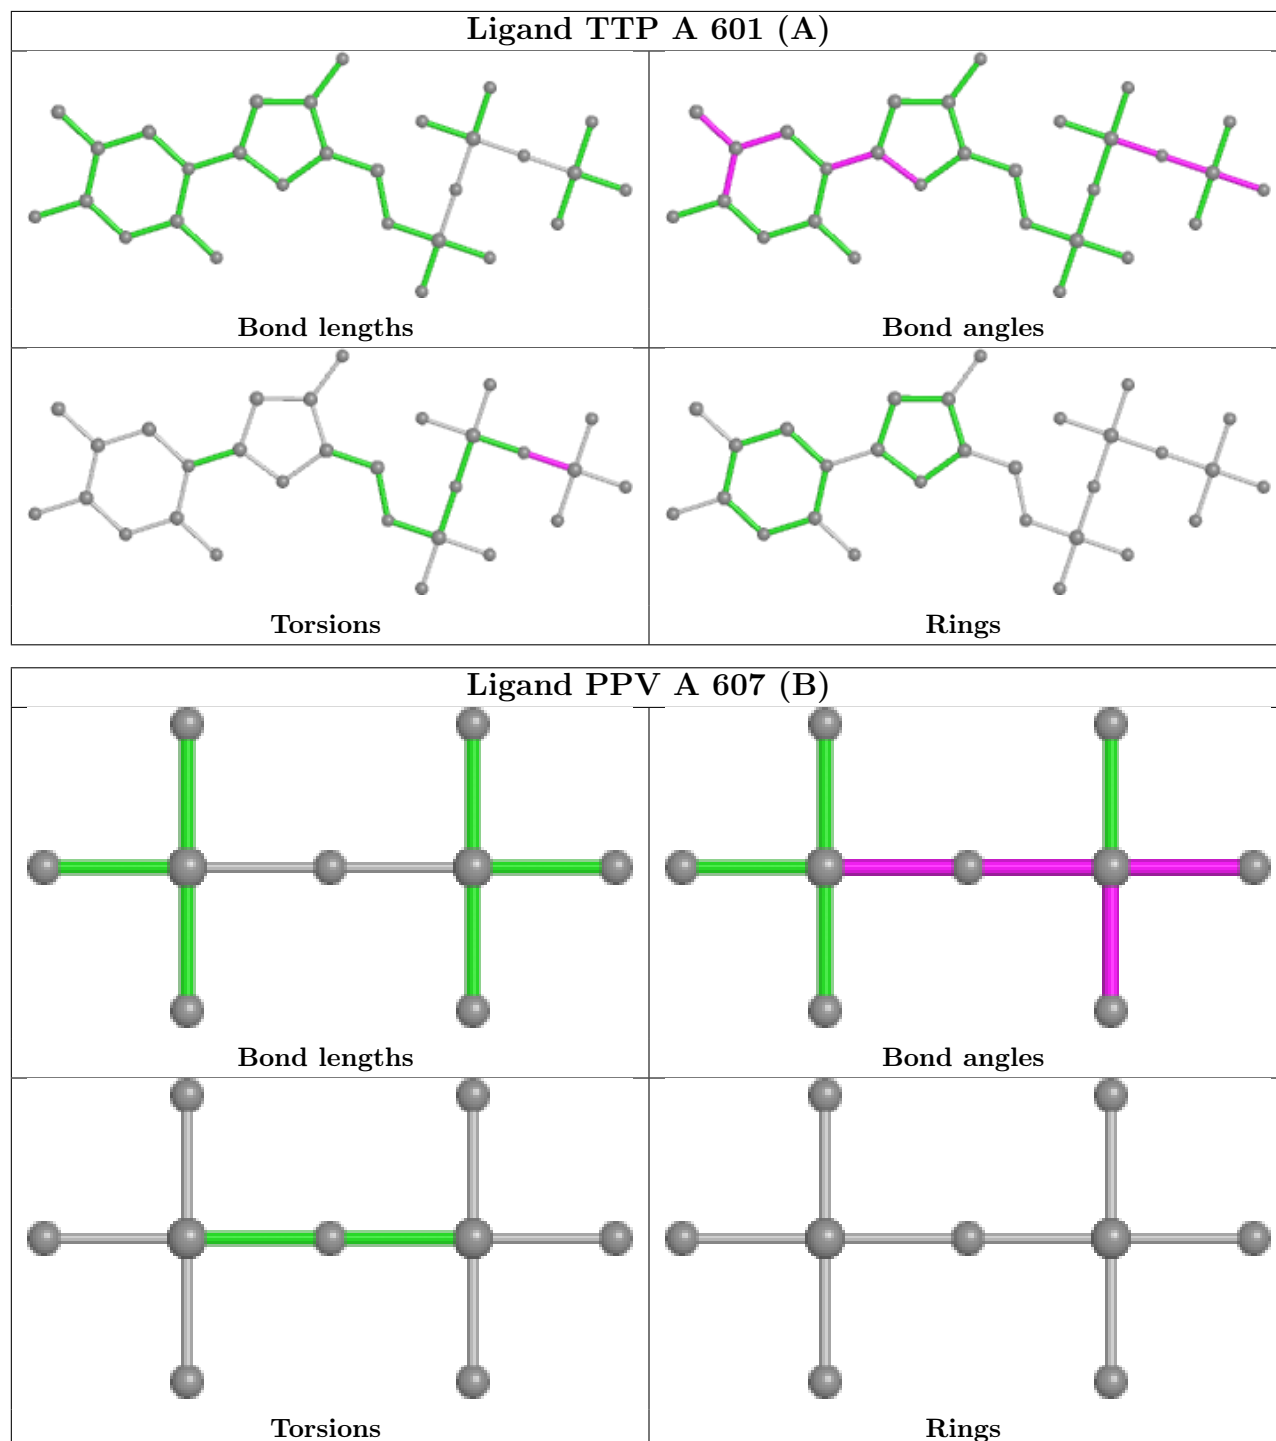 Ligand TTP A 601 (A)
Bond lengths
Bond angles
Torsions
Rings
Ligand PPV A 607 (B)
Bond lengths
Bond angles
Torsions
Rings